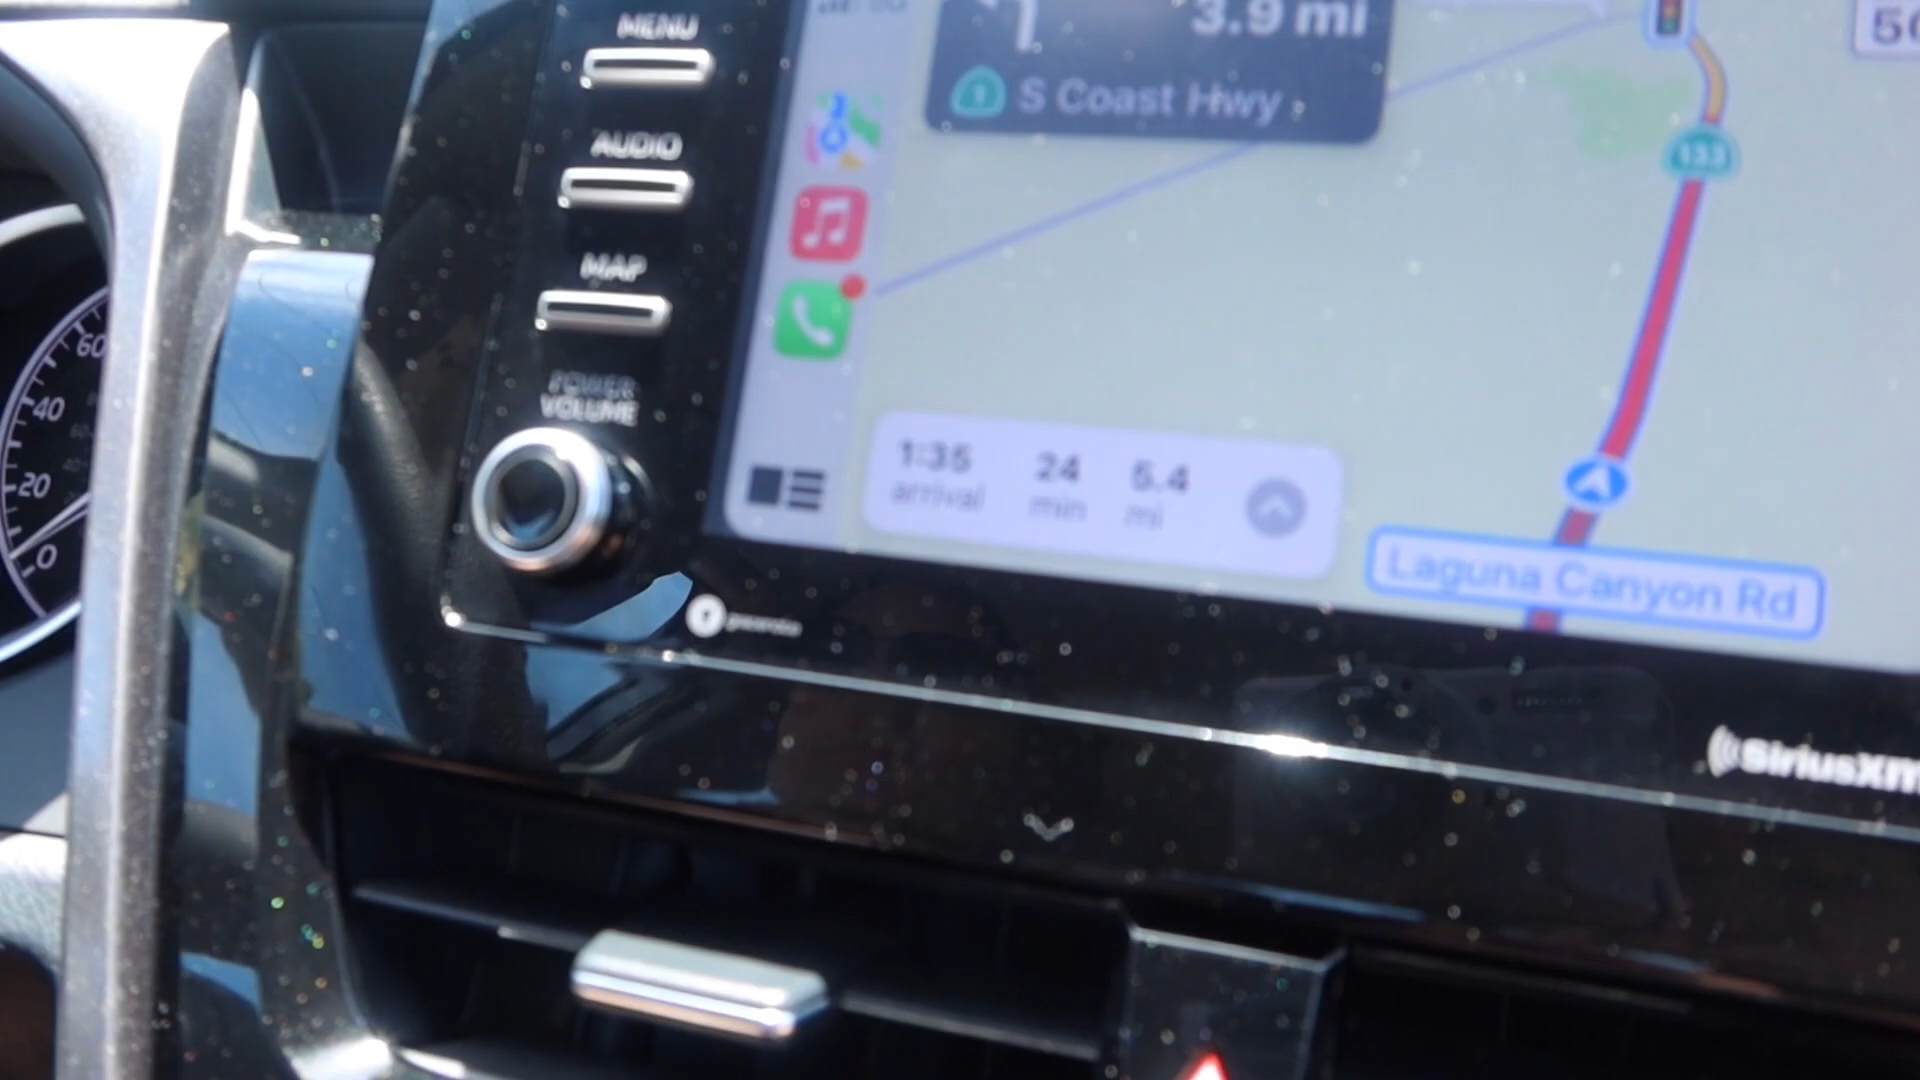 MENU
AUDIO
MAP
POWER
VOLUME
3.9 mi
1
S Coast Hwy
133
1:35
arrival
24
min
5.4
mi
Laguna Canyon Rd
SiriusXM
60
40
20
0